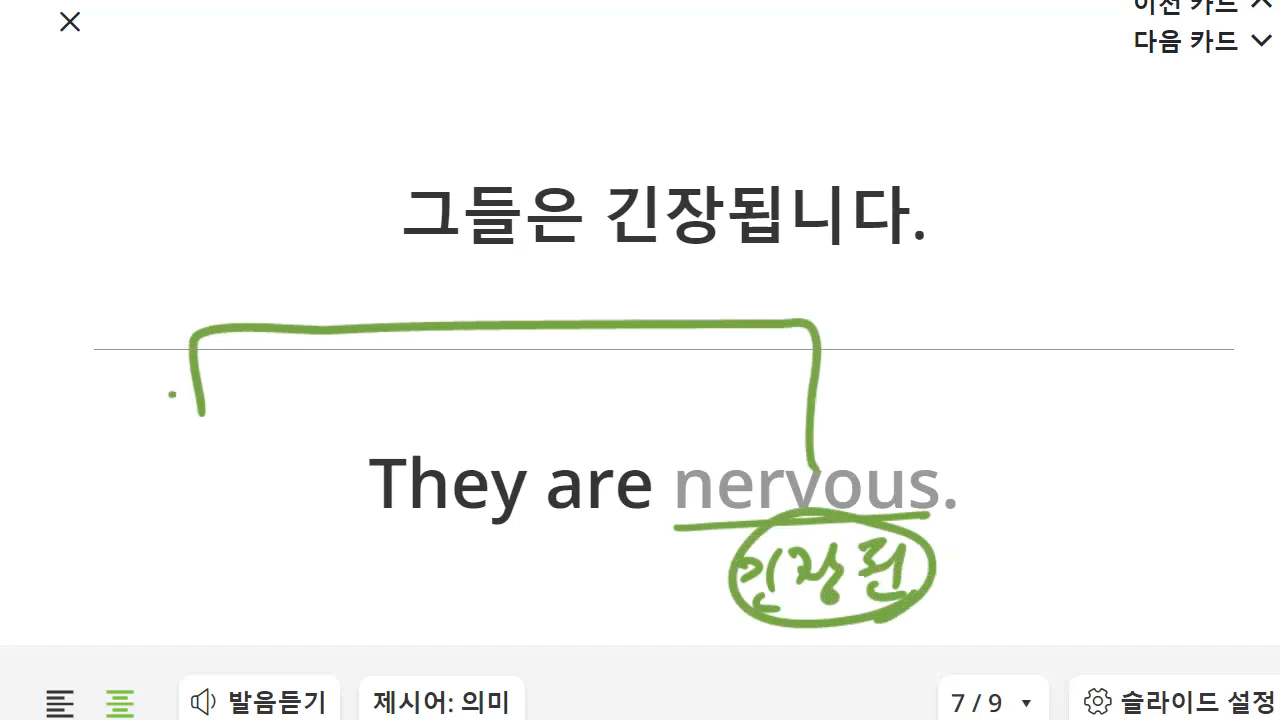 이전 카드
다음 카드
그들은 긴장됩니다.
They are nervous.
긴장된
발음듣기
제시어: 의미
7 / 9
슬라이드 설정